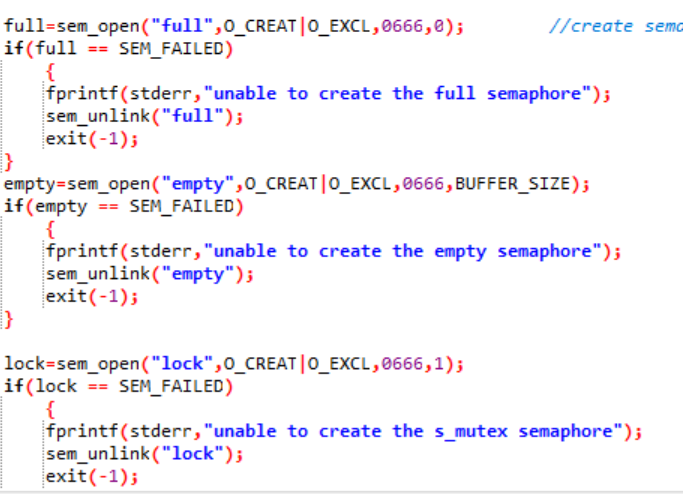 full=sem_open("full",O_CREAT|O_EXCL,0666,0); //create sema
if(full == SEM_FAILED)
{
fprintf(stderr,"unable to create the full semaphore");
sem_unlink("full");
exit(-1);
}
empty=sem_open("empty",O_CREAT|O_EXCL,0666,BUFFER_SIZE);
if(empty == SEM_FAILED)
{
fprintf(stderr,"unable to create the empty semaphore");
sem_unlink("empty");
exit(-1);
}
lock=sem_open("lock",O_CREAT|O_EXCL,0666,1);
if(lock == SEM_FAILED)
{
fprintf(stderr,"unable to create the s_mutex semaphore");
sem_unlink("lock");
exit(-1);